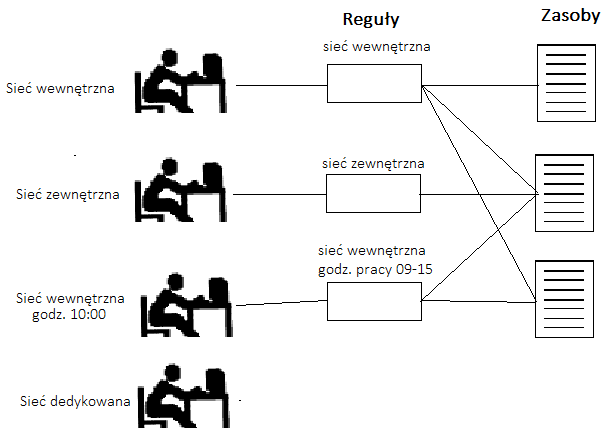 Reguły
Zasoby
sieć wewnętrzna
Sieć wewnętrzna
sieć zewnętrzna
Sieć zewnętrzna
sieć wewnętrzna
godz. pracy 09-15
Sieć wewnętrzna
godz. 10:00
Sieć dedykowana